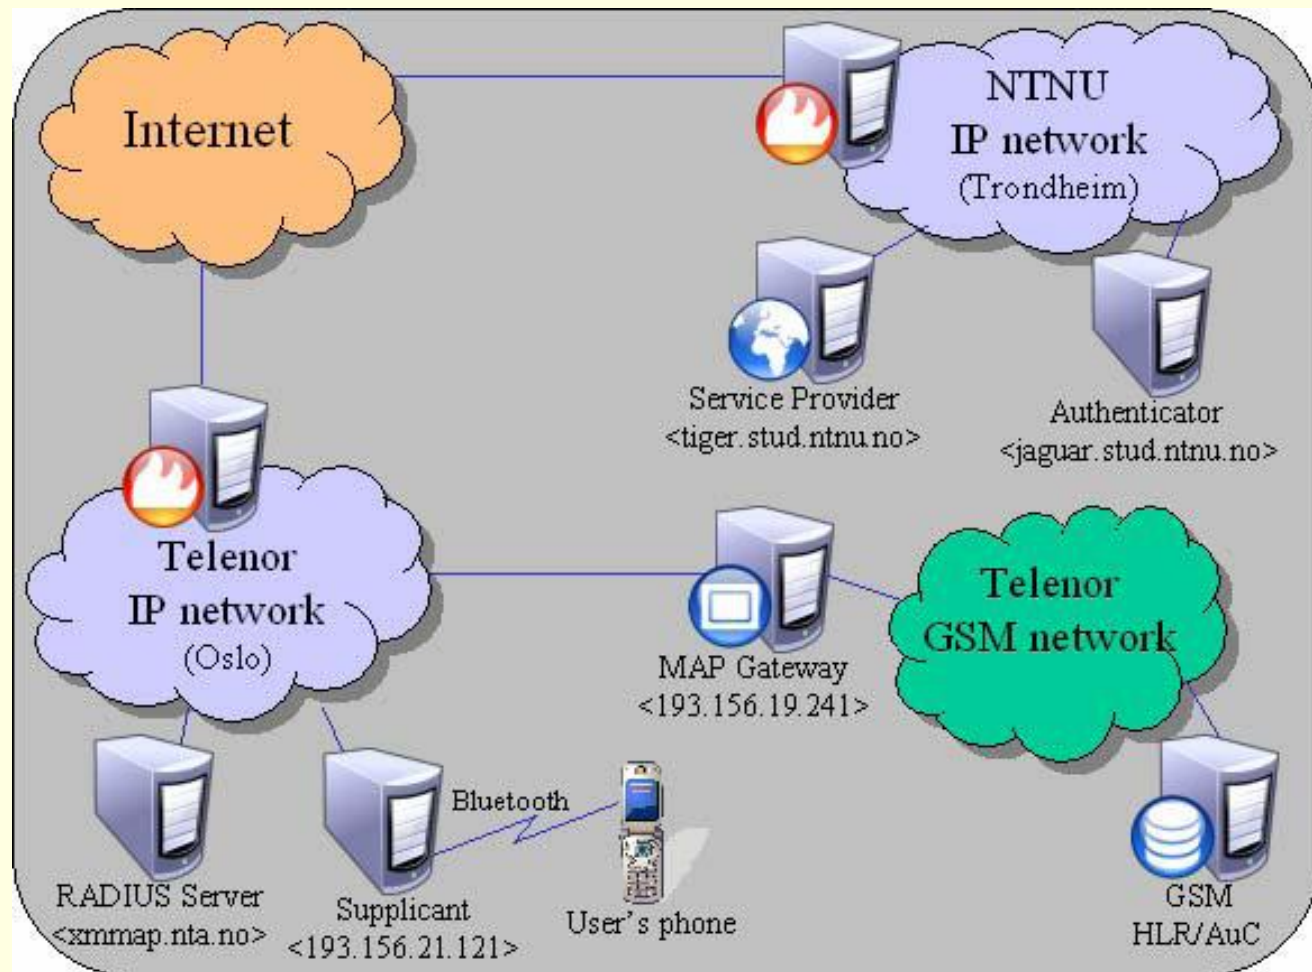 Internet
NTNU
IP network
(Trondheim)
Service Provider
<tiger.stud.ntnu.no>
Authenticator
<jaguar.stud.ntnu.no>
Telenor
IP network
(Oslo)
MAP Gateway
<193.156.19.241>
Telenor
GSM network
RADIUS Server
<xmmap.nta.no>
Supplicant
<193.156.21.121>
Bluetooth
User's phone
GSM
HLR/AuC